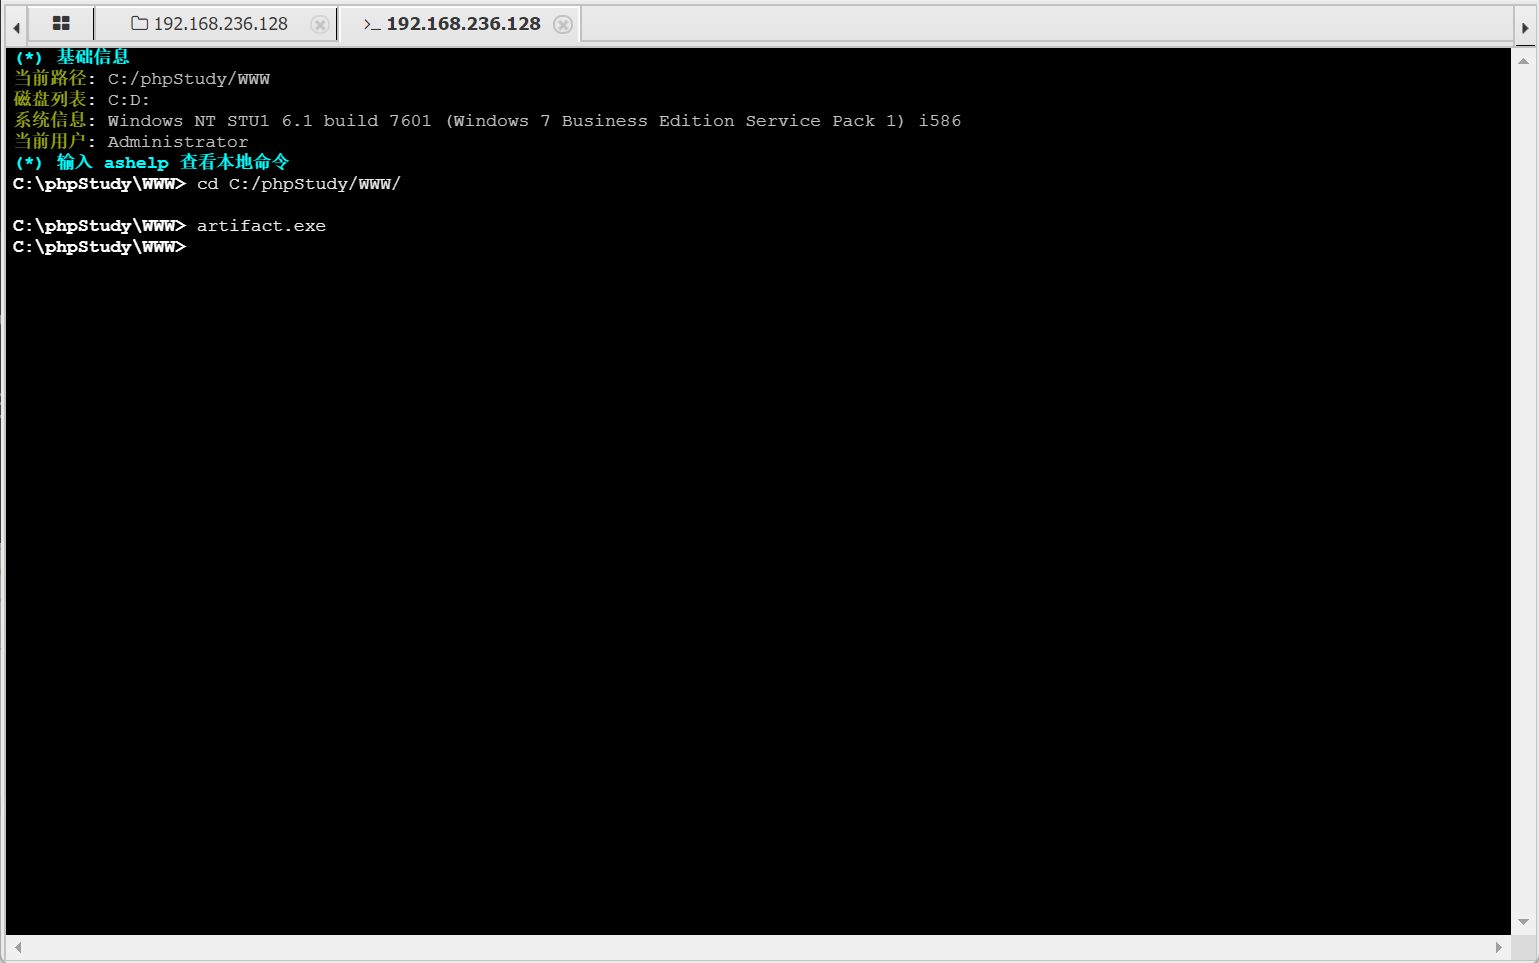 192.168.236.128
>_ 192.168.236.128
(*) 基础信息
当前路径: C:/phpStudy/WWW
磁盘列表: C:D:
系统信息: Windows NT STU1 6.1 build 7601 (Windows 7 Business Edition Service Pack 1) i586
当前用户: Administrator
(*) 输入 ashelp 查看本地命令
C:\phpStudy\WWW> cd C:/phpStudy/WWW/
C:\phpStudy\WWW> artifact.exe
C:\phpStudy\WWW>